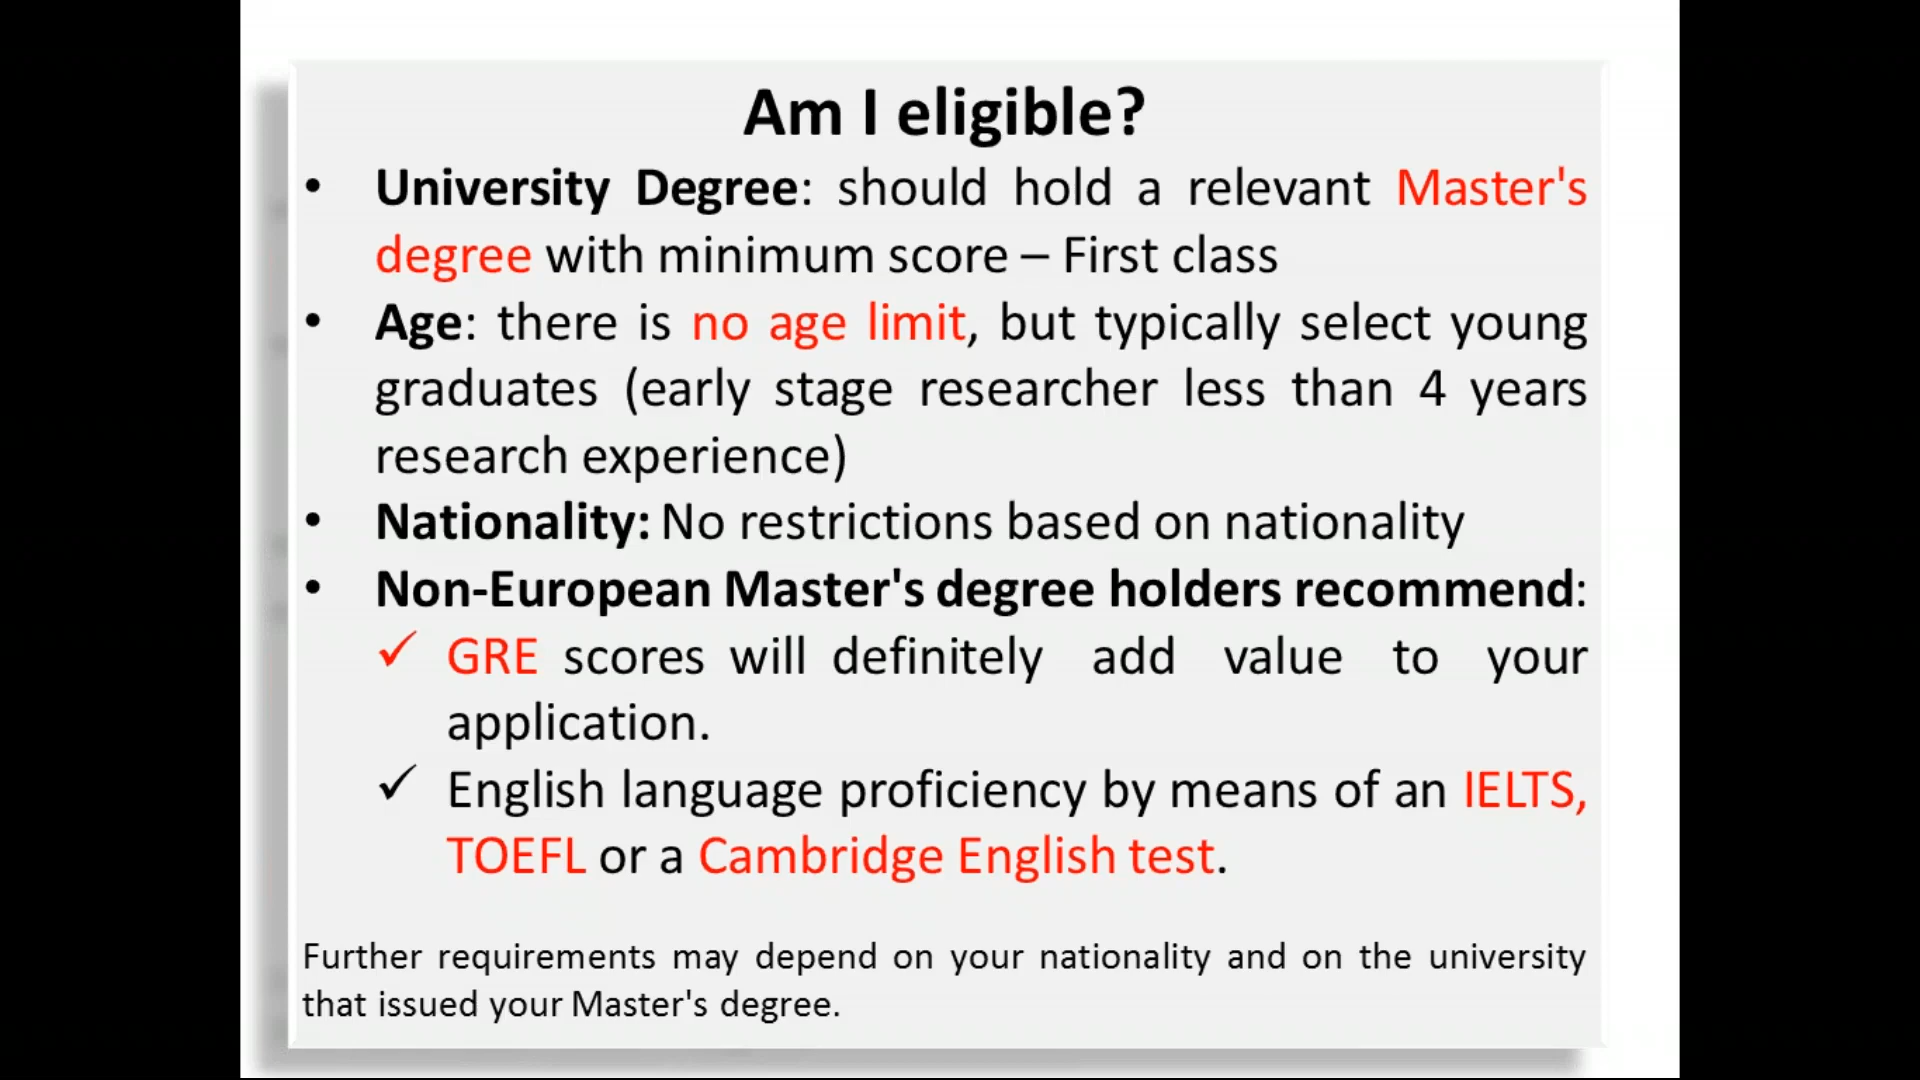 Am I eligible?
• University Degree: should hold a relevant Master's
degree with minimum score – First class
• Age: there is no age limit, but typically select young
graduates (early stage researcher less than 4 years
research experience)
• Nationality: No restrictions based on nationality
• Non-European Master's degree holders recommend:
✓ GRE scores will definitely add value to your
application.
✓ English language proficiency by means of an IELTS,
TOEFL or a Cambridge English test.
Further requirements may depend on your nationality and on the university
that issued your Master's degree.